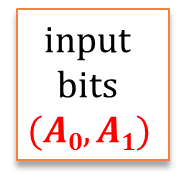 input
bits
(A₀, A₁)